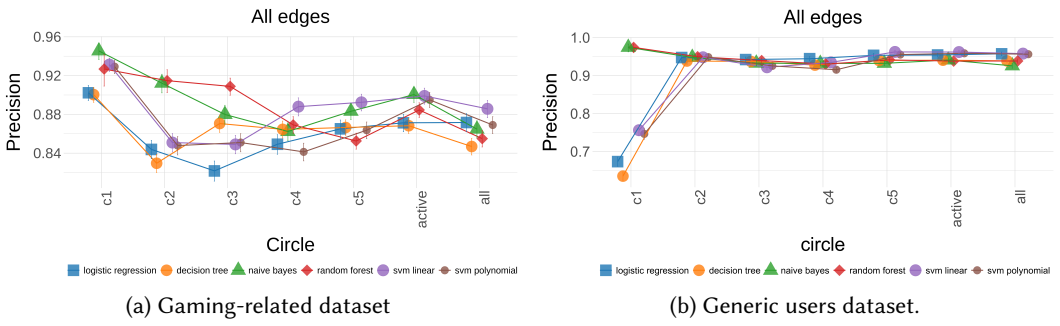 All edges
0.96
0.92
0.88
0.84
Precision
c1 c2 c3 c4 c5 active all
Circle
logistic regression decision tree naive bayes random forest svm linear svm polynomial
(a) Gaming-related dataset
All edges
1.0
0.9
0.8
0.7
Precision
c1 c2 c3 c4 c5 active all
circle
logistic regression decision tree naive bayes random forest svm linear svm polynomial
(b) Generic users dataset.